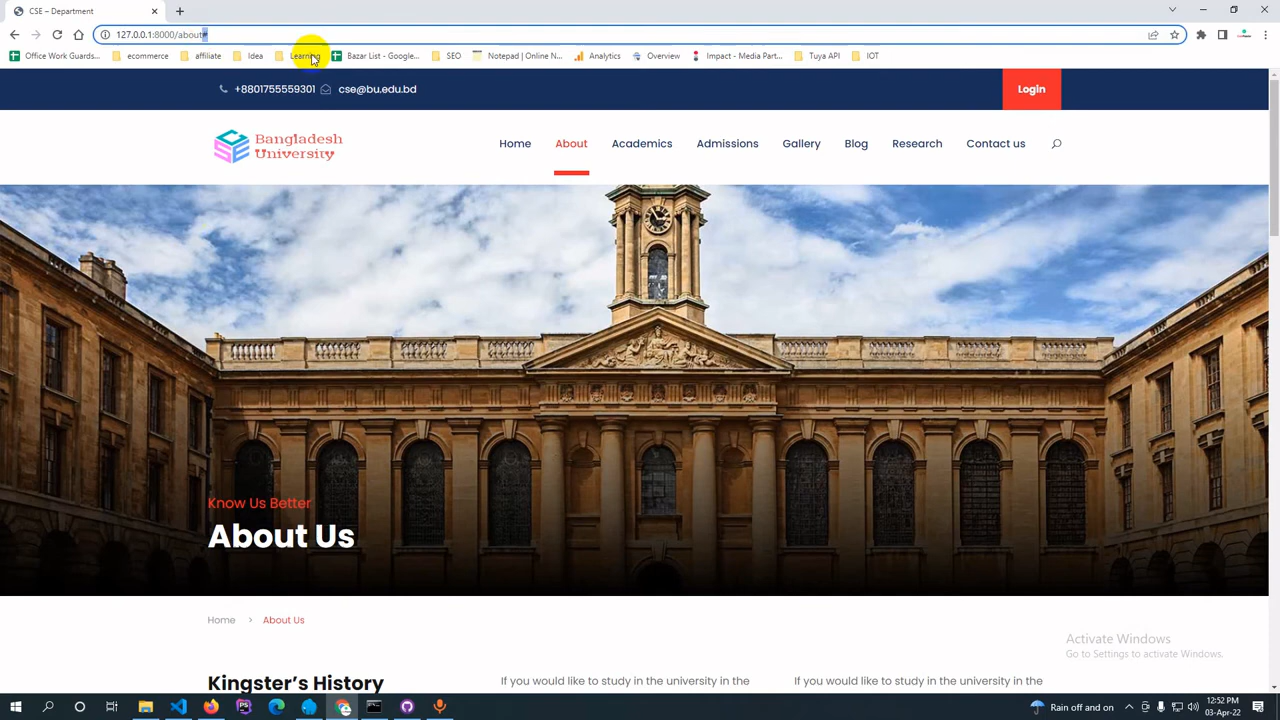 CSE – Department
127.0.0.1:8000/about#
Office Work Guards...
ecommerce
affiliate
Idea
Learning
Bazar List - Google...
SEO
Notepad | Online N...
Analytics
Overview
Impact - Media Part...
Tuya API
IOT
+8801755559301
cse@bu.edu.bd
Login
Bangladesh
University
Home
About
Academics
Admissions
Gallery
Blog
Research
Contact us
Know Us Better
About Us
Home > About Us
Activate Windows
Go to Settings to activate Windows.
Kingster’s History
If you would like to study in the university in the
If you would like to study in the university in the
Rain off and on
12:52 PM
03-Apr-22